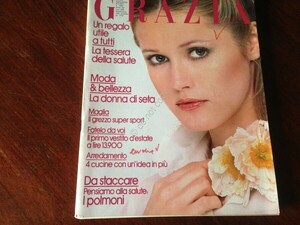 GRAZIA
Un regalo
utile
a tutti
La tessera
della salute
Moda
& bellezza
La donna di seta
Maglia
Il grezzo super sport
Fatelo da voi
Il primo vestito d'estate
a lire 13.900
Arredamento
4 cucine con un'idea in più
Da staccare
Pensiamo alla salute:
i polmoni